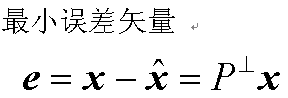 最小误差矢量
e = x − x̂ = P⊥x